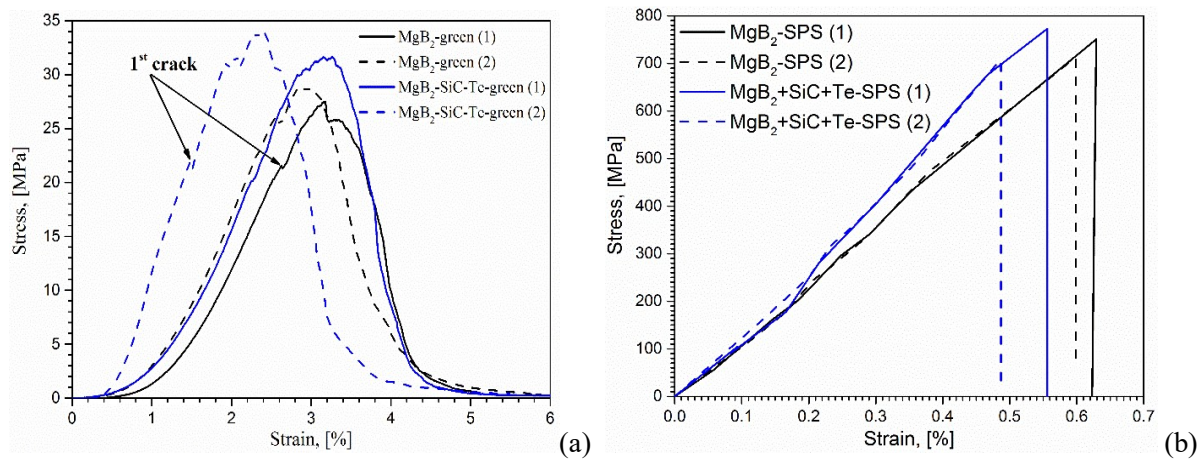 35
30
25
20
15
10
5
0
Stress, [MPa]
0 1 2 3 4 5 6
Strain, [%]
1st crack
MgB2-green (1)
MgB2-green (2)
MgB2-SiC-Te-green (1)
MgB2-SiC-Te-green (2)
(a)
800
700
600
500
400
300
200
100
0
Stress, [MPa]
0.0 0.1 0.2 0.3 0.4 0.5 0.6 0.7
Strain, [%]
MgB2-SPS (1)
MgB2-SPS (2)
MgB2+SiC+Te-SPS (1)
MgB2+SiC+Te-SPS (2)
(b)